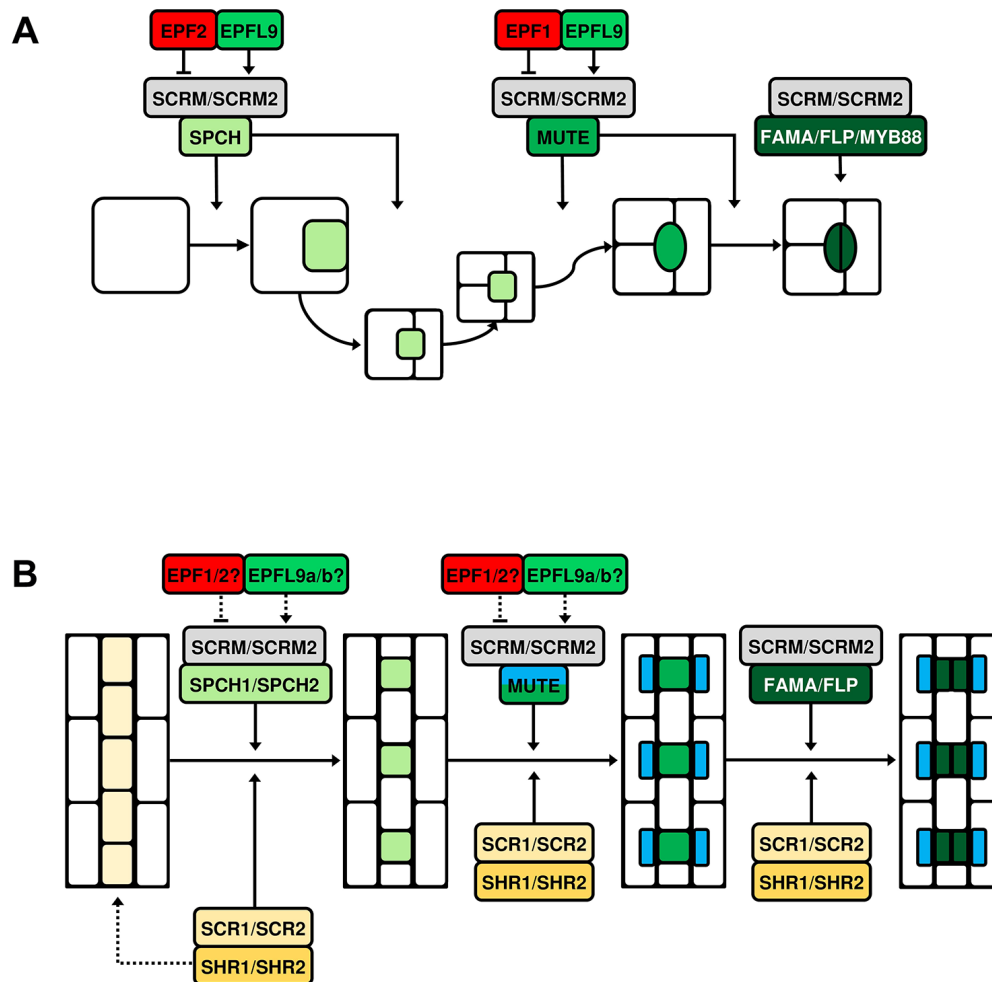 A
EPF2 EPFL9
SCRM/SCRM2
SPCH
EPF1 EPFL9
SCRM/SCRM2
MUTE
SCRM/SCRM2
FAMA/FLP/MYB88
B
EPF1/2? EPFL9a/b?
SCRM/SCRM2
SPCH1/SPCH2
EPF1/2? EPFL9a/b?
SCRM/SCRM2
MUTE
SCRM/SCRM2
FAMA/FLP
SCR1/SCR2
SHR1/SHR2
SCR1/SCR2
SHR1/SHR2
SCR1/SCR2
SHR1/SHR2